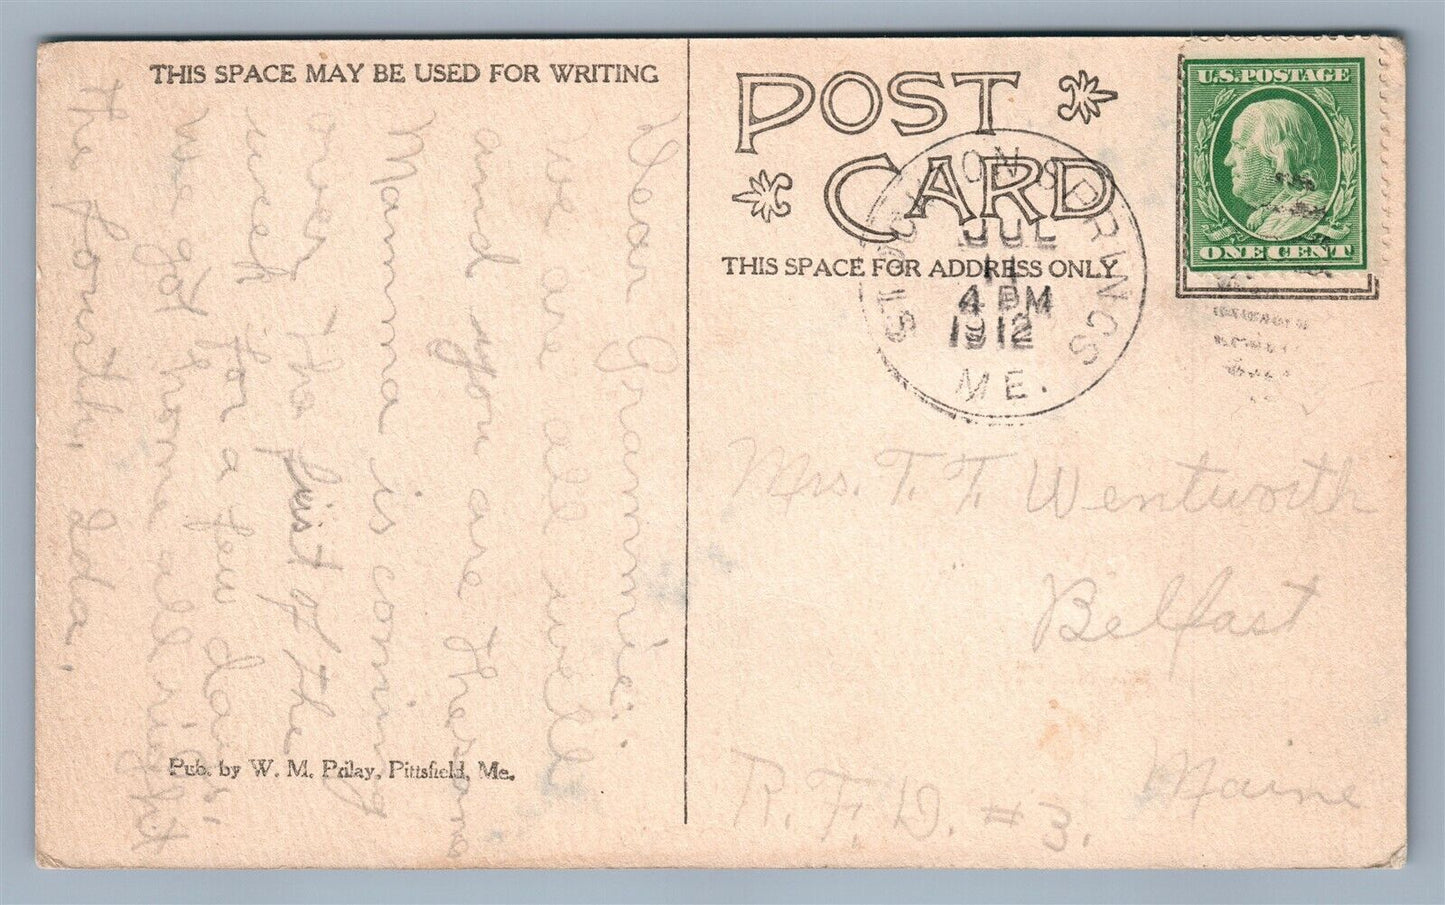 THIS SPACE MAY BE USED FOR WRITING
Dear Grammie:
we are all well
and you are the same
Mamma is coming
over the first of the
week for a few days.
We got home all right
the fourth. Ida.
Pub. by W. M. Prilay, Pittsfield, Me.
POST
CARD
THIS SPACE FOR ADDRESS ONLY
U.S. POSTAGE
ONE CENT
SPRINGS
JUL
11
4 PM
1912
ME.
Mrs. T. T. Wentworth
Belfast
Maine
R. F. D. #3.